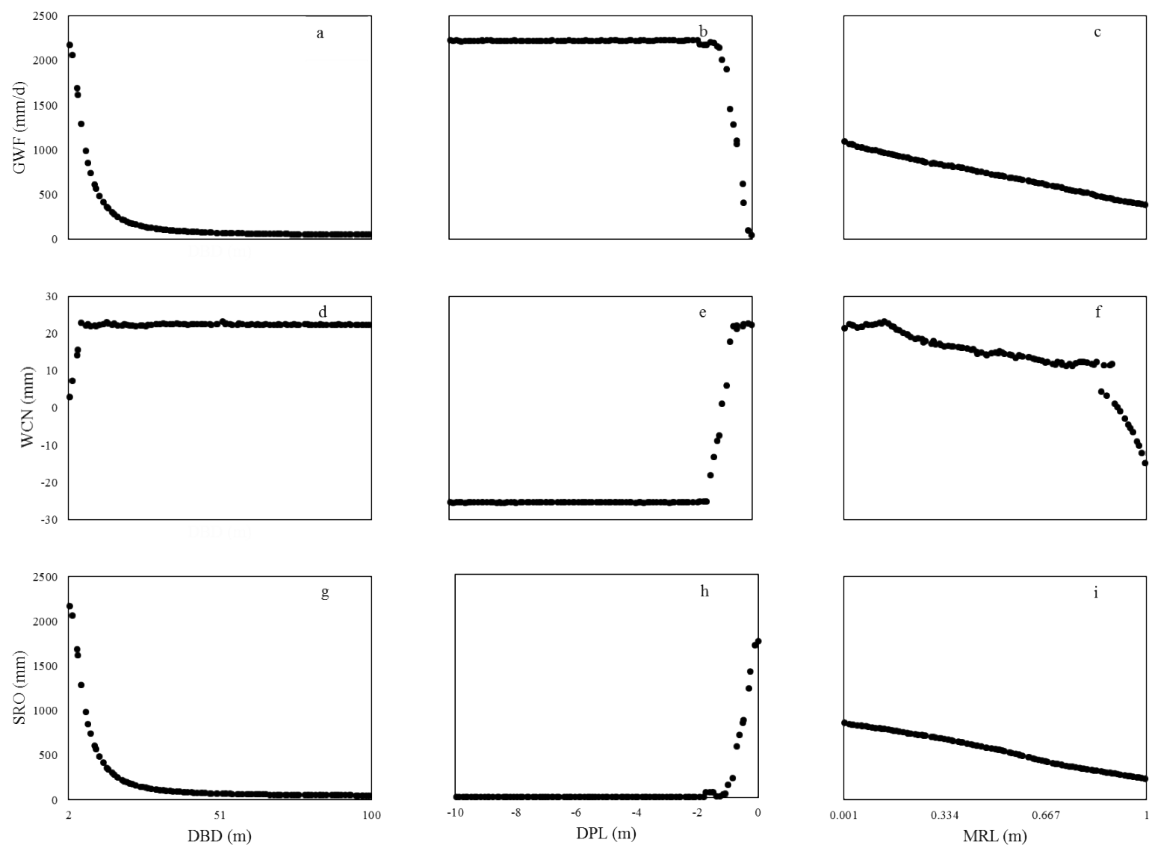 2500
2000
1500
1000
500
0
GWF (mm/d)
a
b
c
30
20
10
0
-10
-20
-30
WCN (mm)
d
e
f
2500
2000
1500
1000
500
0
SRO (mm)
g
h
i
2 51 100
-10 -8 -6 -4 -2 0
0.001 0.334 0.667 1
DBD (m)
DPL (m)
MRL (m)